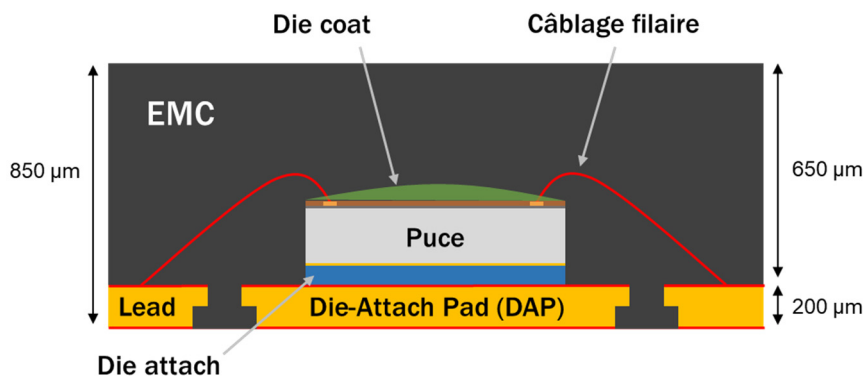 Die coat
Câblage filaire
EMC
850 µm
650 µm
Puce
Lead
Die-Attach Pad (DAP)
200 µm
Die attach